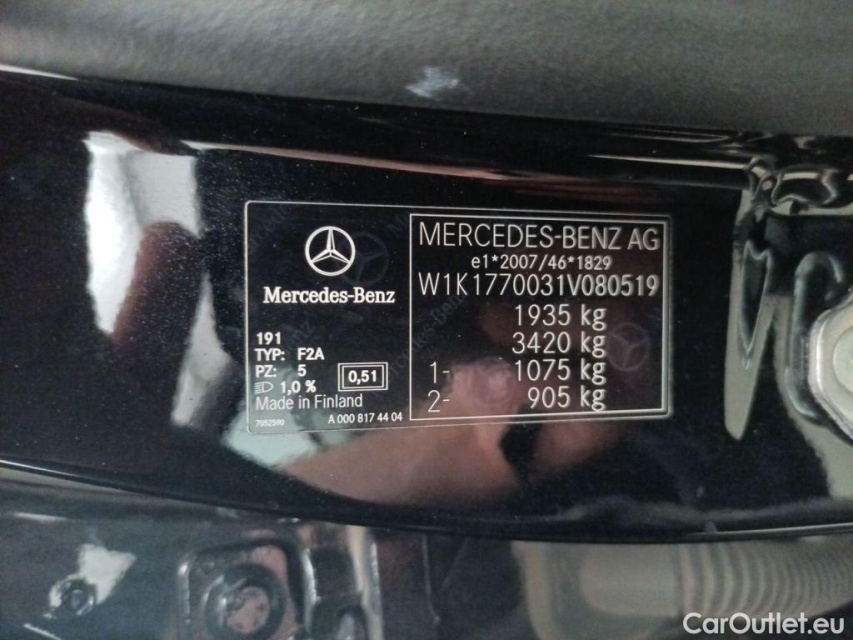 Mercedes-Benz
191
TYP: F2A
PZ: 5
1,0 %
0,51
Made in Finland
7952590
A 000 817 44 04
MERCEDES-BENZ AG
e1*2007/46*1829
W1K1770031V080519
1935 kg
3420 kg
1- 1075 kg
2- 905 kg
CarOutlet.eu